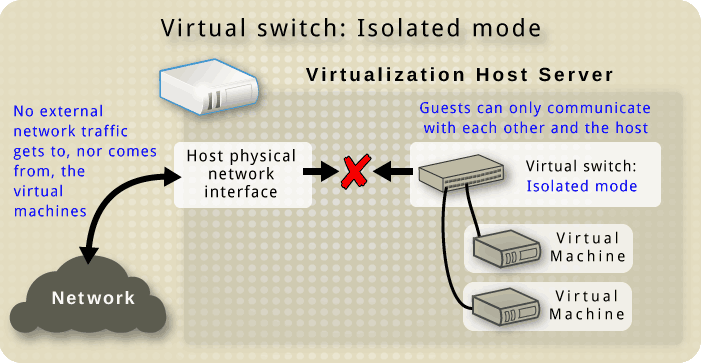 Virtual switch: Isolated mode
Virtualization Host Server
No external
network traffic
gets to, nor comes
from, the
virtual
machines
Guests can only communicate
with each other and the host
Host physical
network
interface
Virtual switch:
Isolated mode
Virtual
Machine
Virtual
Machine
Network